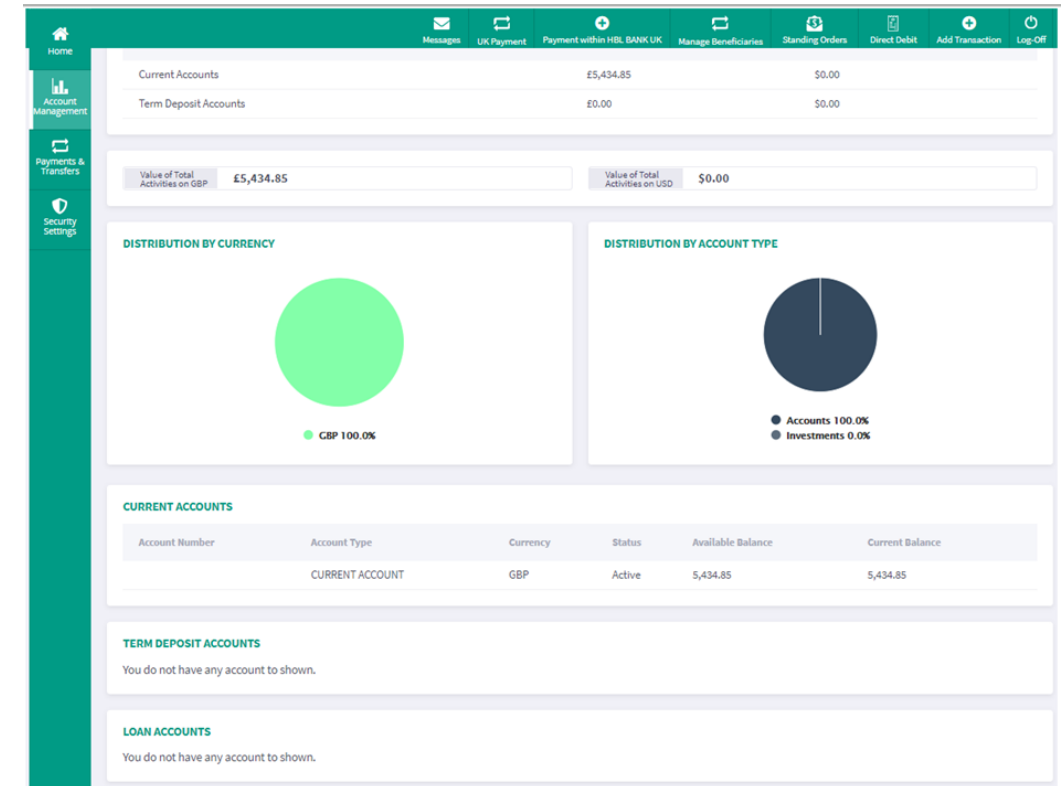 Home
Messages
UK Payment
Payment within HBL BANK UK
Manage Beneficiaries
Standing Orders
Direct Debit
Add Transaction
Log-Off
Account
Management
Payments &
Transfers
Security
Settings
Current Accounts £5,434.85 $0.00
Term Deposit Accounts £0.00 $0.00
Value of Total
Activities on GBP
£5,434.85
Value of Total
Activities on USD
$0.00
DISTRIBUTION BY CURRENCY
GBP 100.0%
DISTRIBUTION BY ACCOUNT TYPE
Accounts 100.0%
Investments 0.0%
CURRENT ACCOUNTS
Account Number Account Type Currency Status Available Balance Current Balance
CURRENT ACCOUNT GBP Active 5,434.85 5,434.85
TERM DEPOSIT ACCOUNTS
You do not have any account to shown.
LOAN ACCOUNTS
You do not have any account to shown.